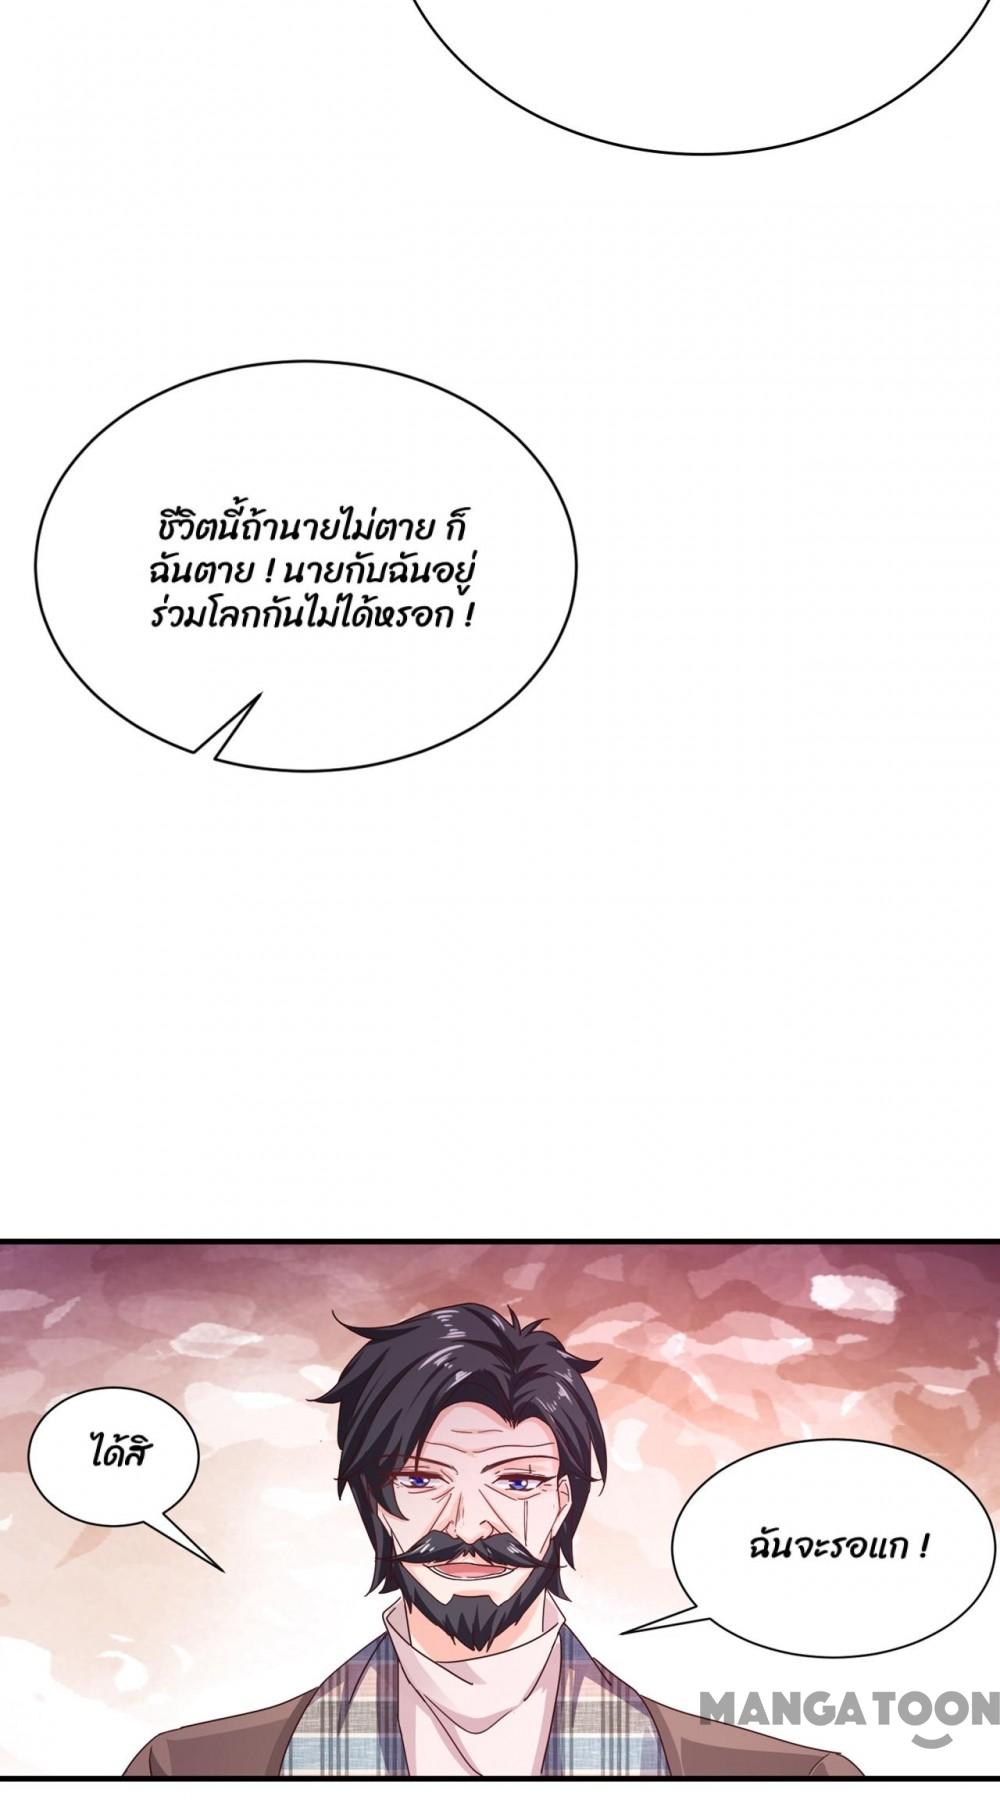 ชีวิตนี้ถ้านายไม่ตาย ก็
ฉันตาย ! นายกับฉันอยู่
ร่วมโลกกันไม่ได้หรอก !
ได้สิ
ฉันจะรอแก !
MANGATOON